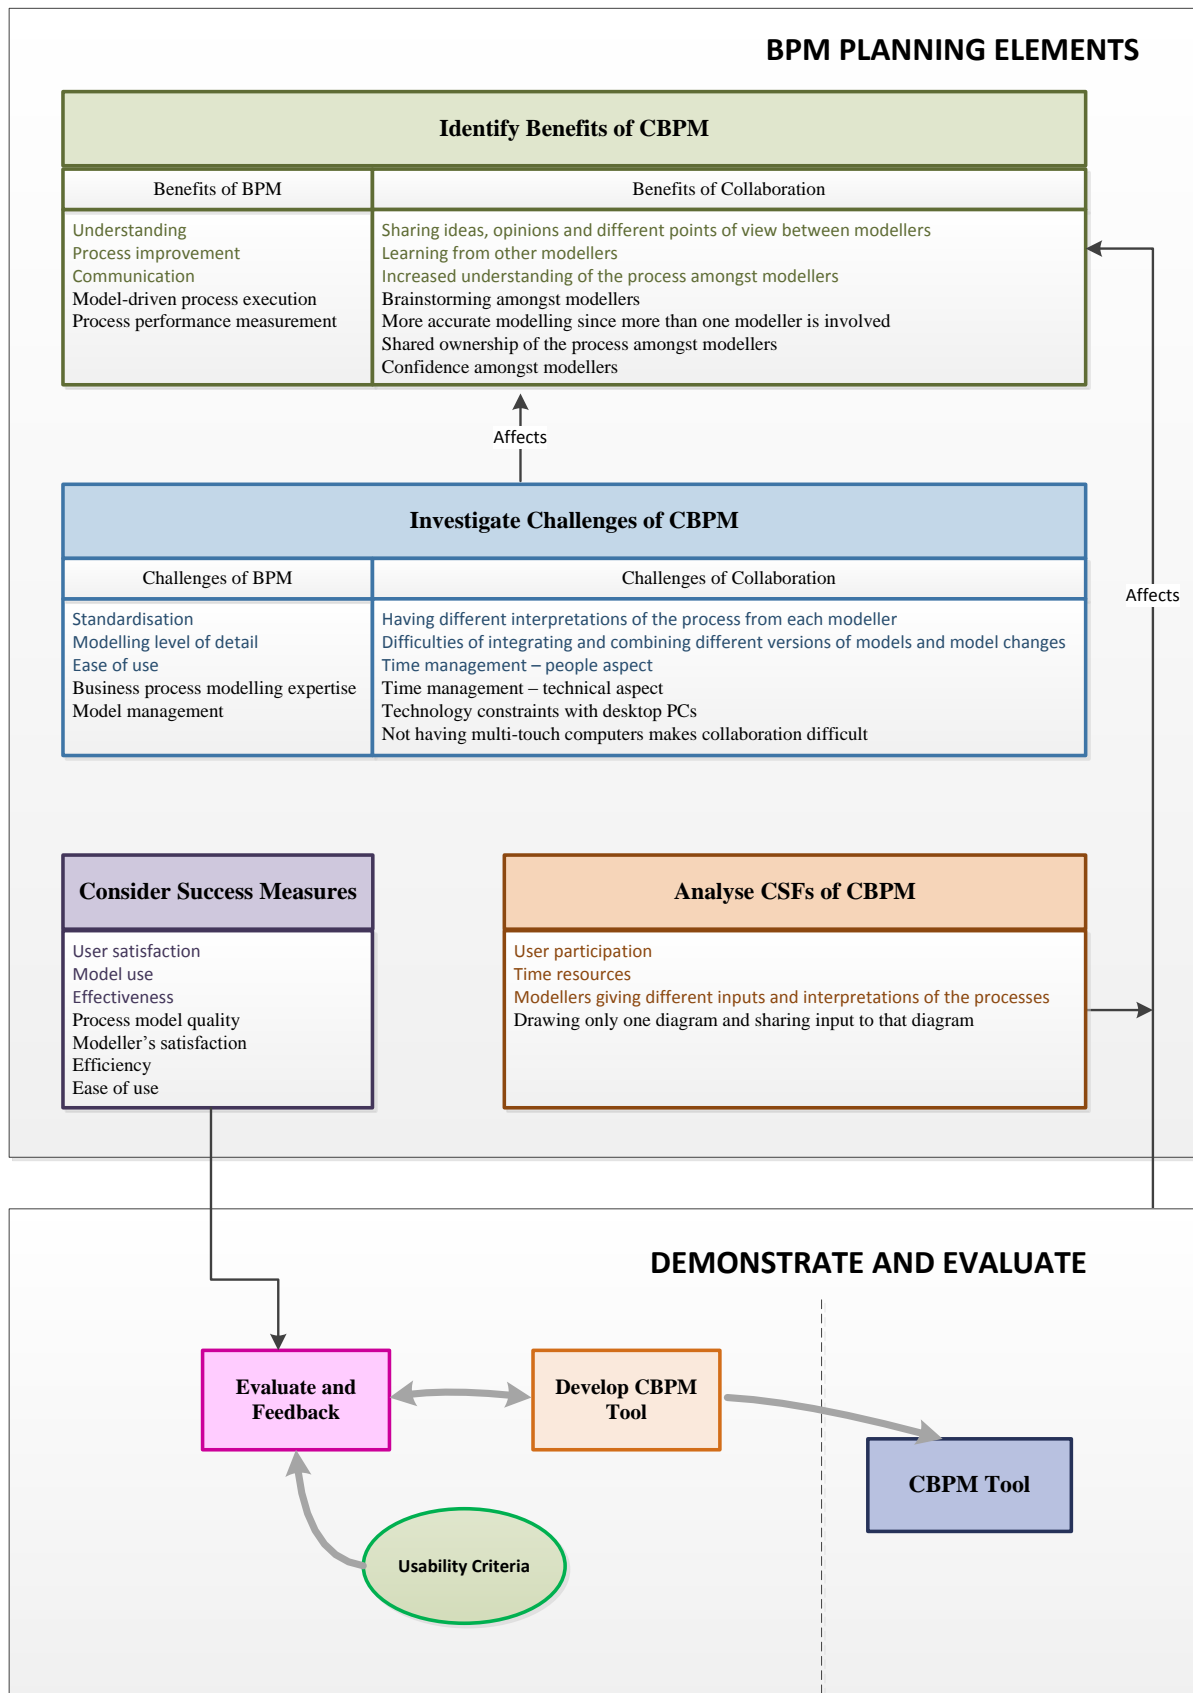 BPM PLANNING ELEMENTS
Identify Benefits of CBPM
Benefits of BPM
Benefits of Collaboration
Understanding
Process improvement
Communication
Model-driven process execution
Process performance measurement
Sharing ideas, opinions and different points of view between modellers
Learning from other modellers
Increased understanding of the process amongst modellers
Brainstorming amongst modellers
More accurate modelling since more than one modeller is involved
Shared ownership of the process amongst modellers
Confidence amongst modellers
Affects
Investigate Challenges of CBPM
Challenges of BPM
Challenges of Collaboration
Standardisation
Modelling level of detail
Ease of use
Business process modelling expertise
Model management
Having different interpretations of the process from each modeller
Difficulties of integrating and combining different versions of models and model changes
Time management – people aspect
Time management – technical aspect
Technology constraints with desktop PCs
Not having multi-touch computers makes collaboration difficult
Affects
Consider Success Measures
User satisfaction
Model use
Effectiveness
Process model quality
Modeller’s satisfaction
Efficiency
Ease of use
Analyse CSFs of CBPM
User participation
Time resources
Modellers giving different inputs and interpretations of the processes
Drawing only one diagram and sharing input to that diagram
DEMONSTRATE AND EVALUATE
Evaluate and
Feedback
Develop CBPM
Tool
CBPM Tool
Usability Criteria